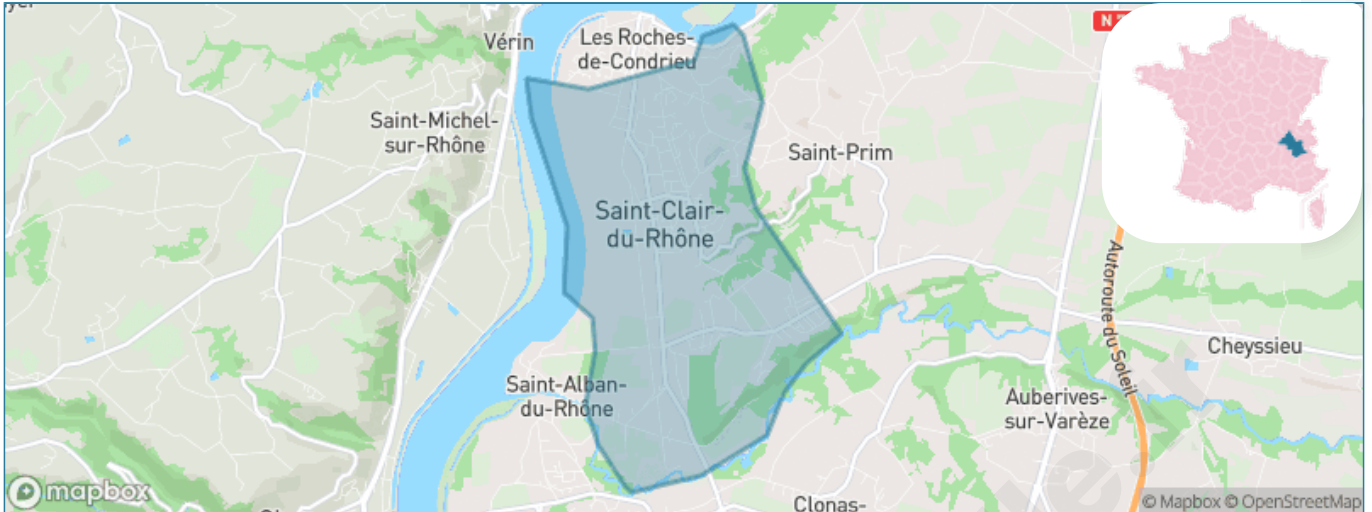 Vérin
Les Roches-
de-Condrieu
Saint-Michel-
sur-Rhône
Saint-Prim
Saint-Clair-
du-Rhône
Autoroute du Soleil
Cheyssieu
Saint-Alban-
du-Rhône
Auberives-
sur-Varèze
Clonas-
mapbox
© Mapbox © OpenStreetMap